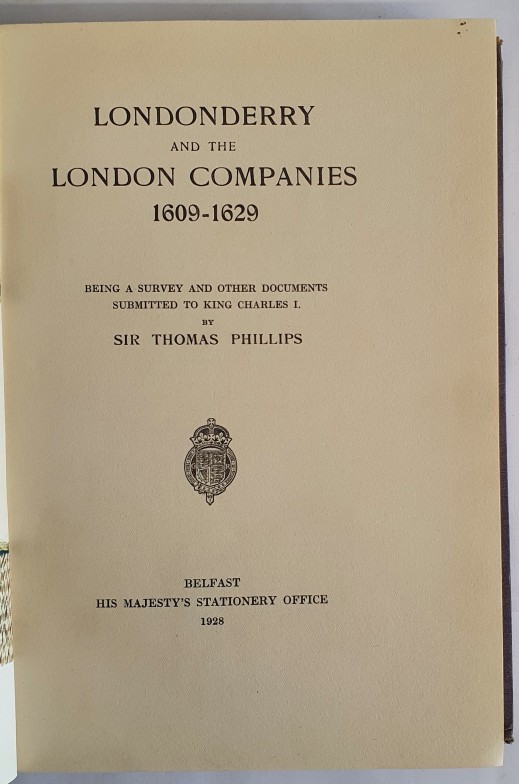 LONDONDERRY
AND THE
LONDON COMPANIES
1609-1629
BEING A SURVEY AND OTHER DOCUMENTS
SUBMITTED TO KING CHARLES I.
BY
SIR THOMAS PHILLIPS
BELFAST
HIS MAJESTY'S STATIONERY OFFICE
1928